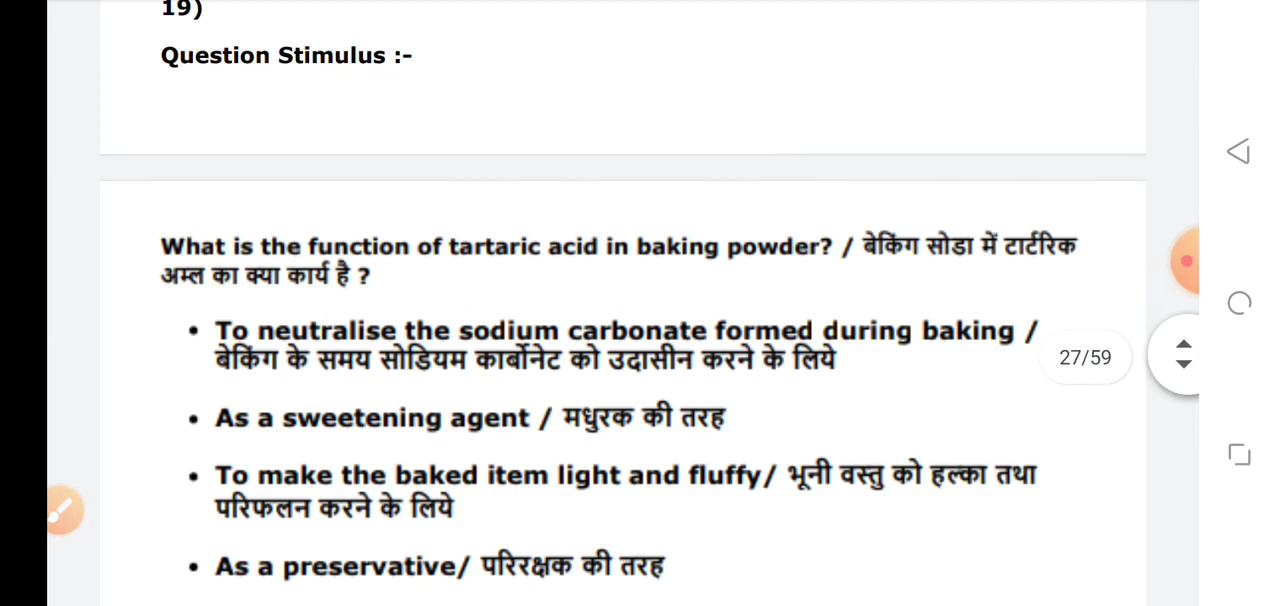 19)
Question Stimulus :-
What is the function of tartaric acid in baking powder? / बेकिंग सोडा में टार्टरिक
अम्ल का क्या कार्य है ?
• To neutralise the sodium carbonate formed during baking /
बेकिंग के समय सोडियम कार्बोनेट को उदासीन करने के लिये
27/59
• As a sweetening agent / मधुरक की तरह
• To make the baked item light and fluffy/ भूनी वस्तु को हल्का तथा
परिफलन करने के लिये
• As a preservative/ परिरक्षक की तरह